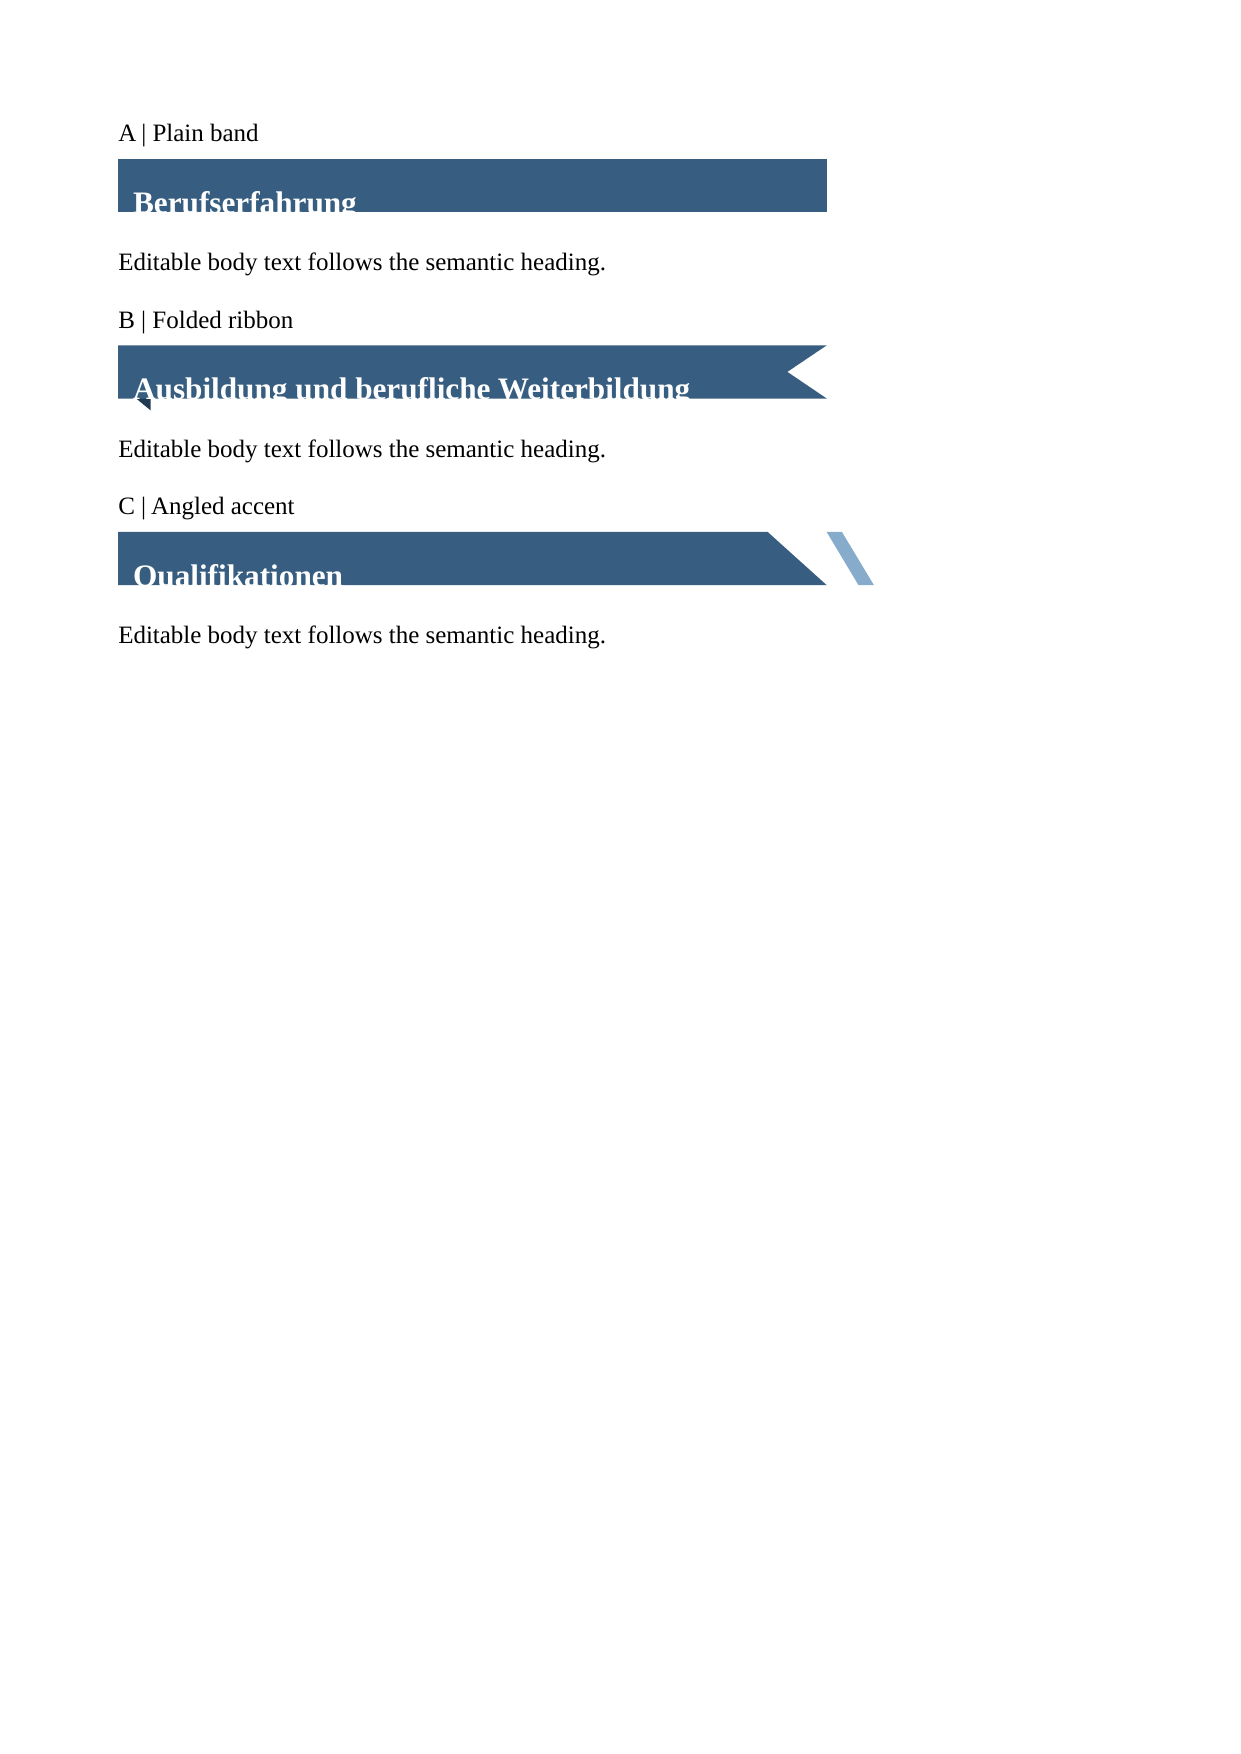 A | Plain band
Berufserfahrung
Editable body text follows the semantic heading.
B | Folded ribbon
Ausbildung und berufliche Weiterbildung
Editable body text follows the semantic heading.
C | Angled accent
Qualifikationen
Editable body text follows the semantic heading.